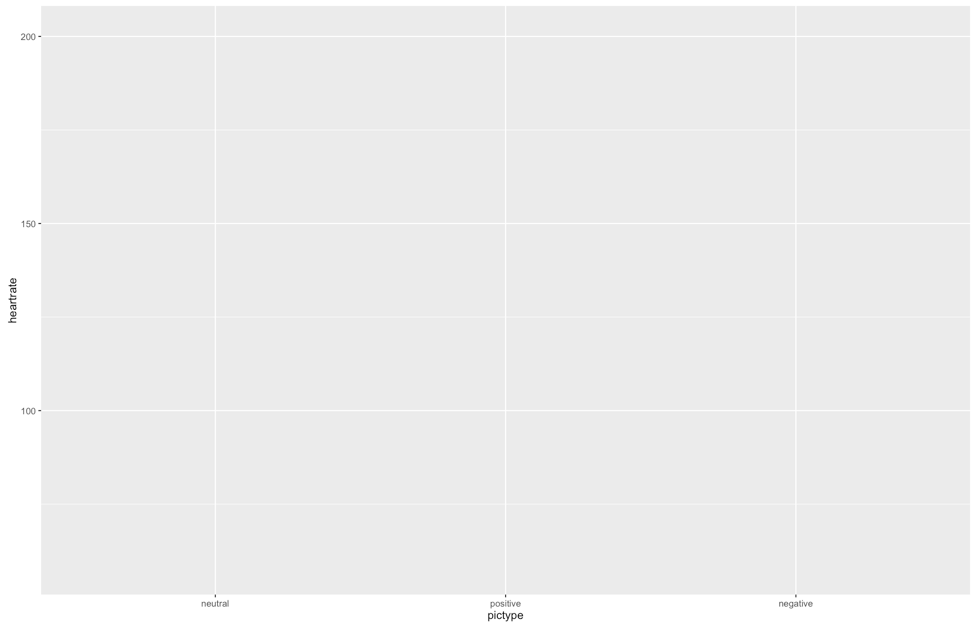 200
150
100
heartrate
neutral positive negative
pictype